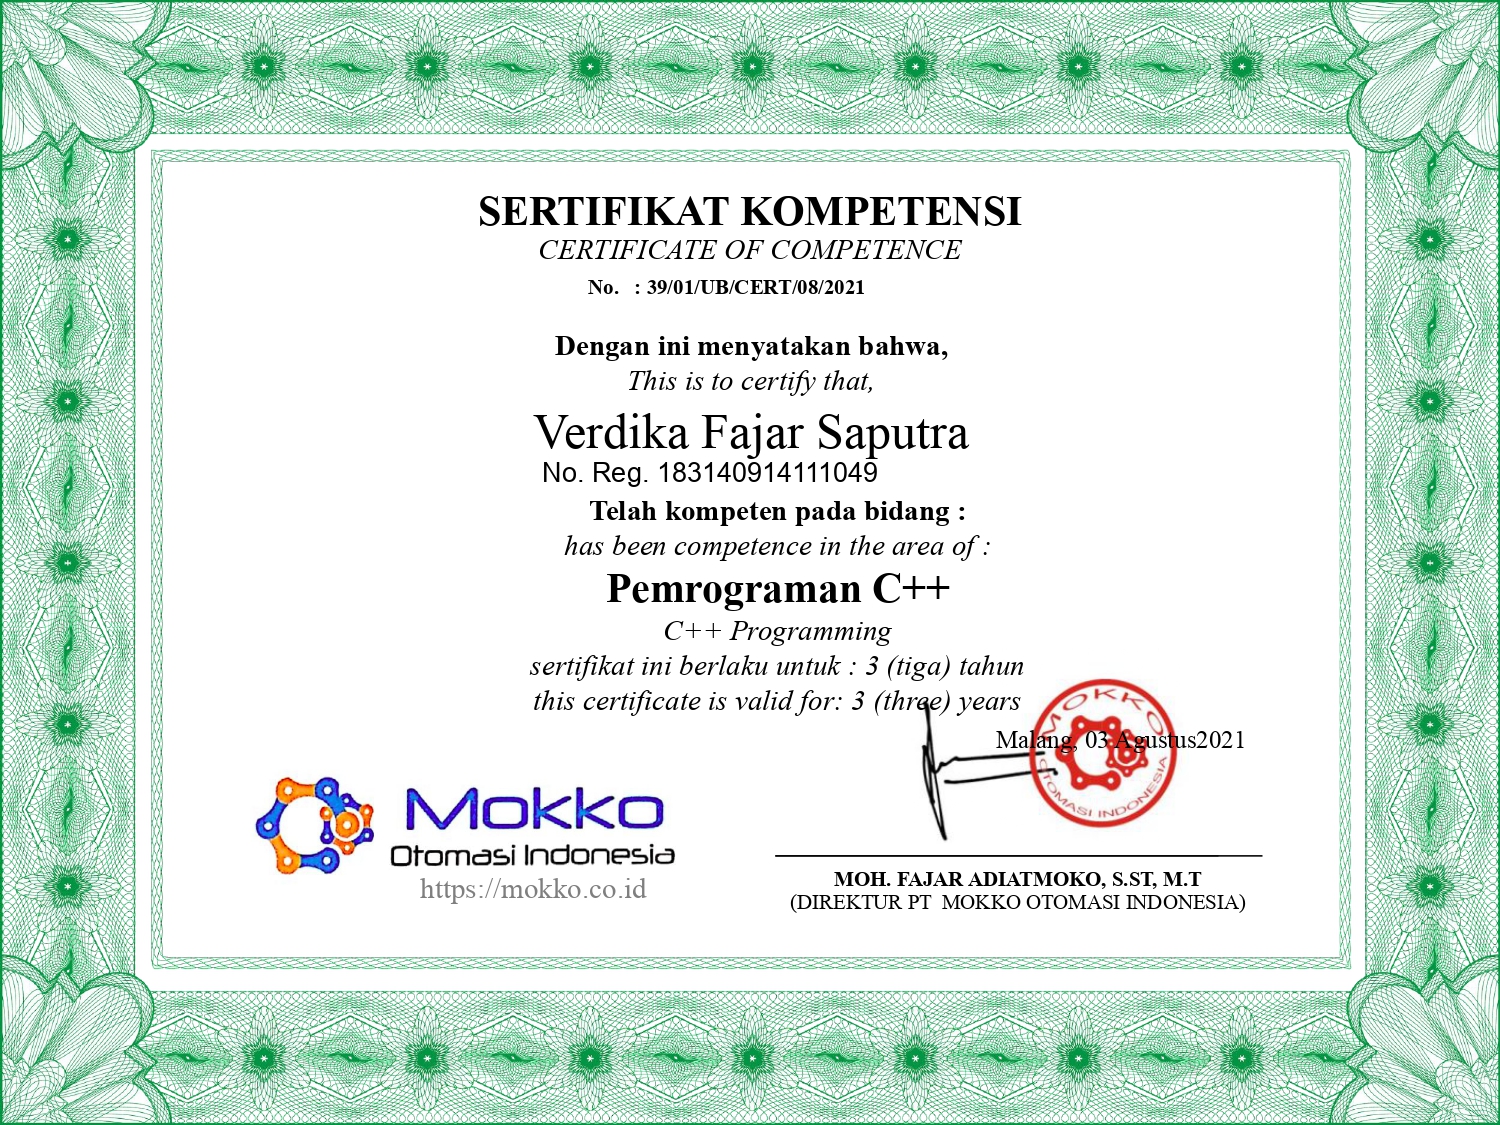 SERTIFIKAT KOMPETENSI
CERTIFICATE OF COMPETENCE
No. : 39/01/UB/CERT/08/2021
Dengan ini menyatakan bahwa,
This is to certify that,
Verdika Fajar Saputra
No. Reg. 183140914111049
Telah kompeten pada bidang :
has been competence in the area of :
Pemrograman C++
C++ Programming
sertifikat ini berlaku untuk : 3 (tiga) tahun
this certificate is valid for: 3 (three) years
Malang, 03 Agustus2021
MOKKO
OTOMASI INDONESIA
Mokko
Otomasi Indonesia
https://mokko.co.id
MOH. FAJAR ADIATMOKO, S.ST, M.T
(DIREKTUR PT MOKKO OTOMASI INDONESIA)